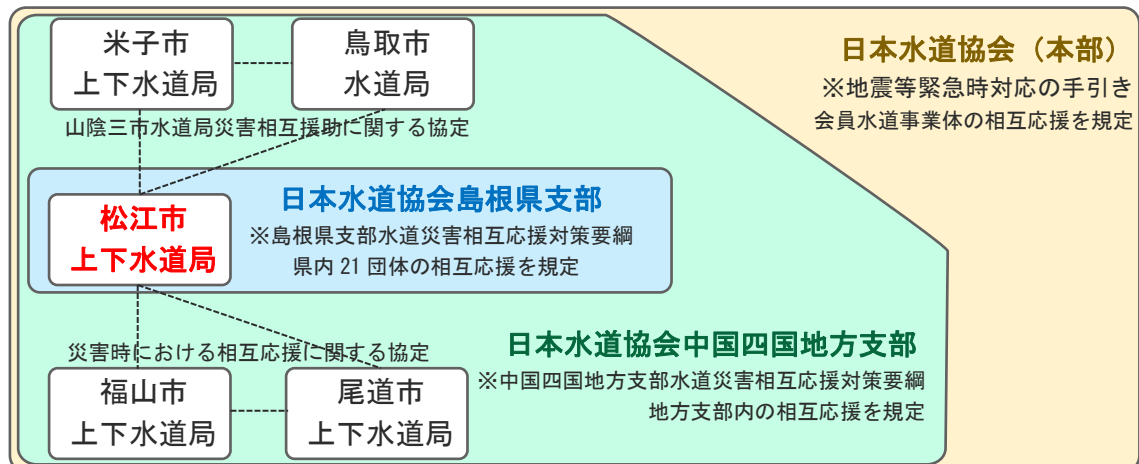 米子市
上下水道局
鳥取市
水道局
山陰三市水道局災害相互援助に関する協定
日本水道協会（本部）
※地震等緊急時対応の手引き
会員水道事業体の相互応援を規定
松江市
上下水道局
日本水道協会島根県支部
※島根県支部水道災害相互応援対策要綱
県内 21 団体の相互応援を規定
災害時における相互応援に関する協定
福山市
上下水道局
尾道市
上下水道局
日本水道協会中国四国地方支部
※中国四国地方支部水道災害相互応援対策要綱
地方支部内の相互応援を規定